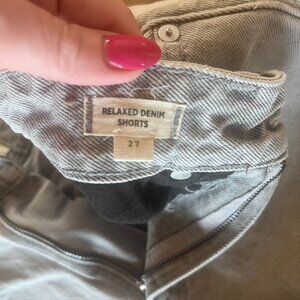 RELAXED DENIM
SHORTS
27